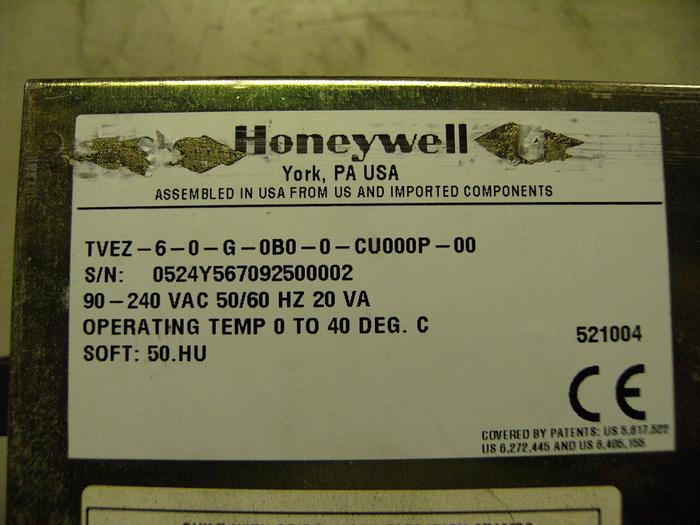 Honeywell
York, PA USA
ASSEMBLED IN USA FROM US AND IMPORTED COMPONENTS
TVEZ-6-0-G-0B0-0-CU000P-00
S/N: 0524Y567092500002
90-240 VAC 50/60 HZ 20 VA
OPERATING TEMP 0 TO 40 DEG. C
SOFT: 50.HU
521004
CE
COVERED BY PATENTS: US 5,817,522
US 6,272,445 AND US 6,405,155